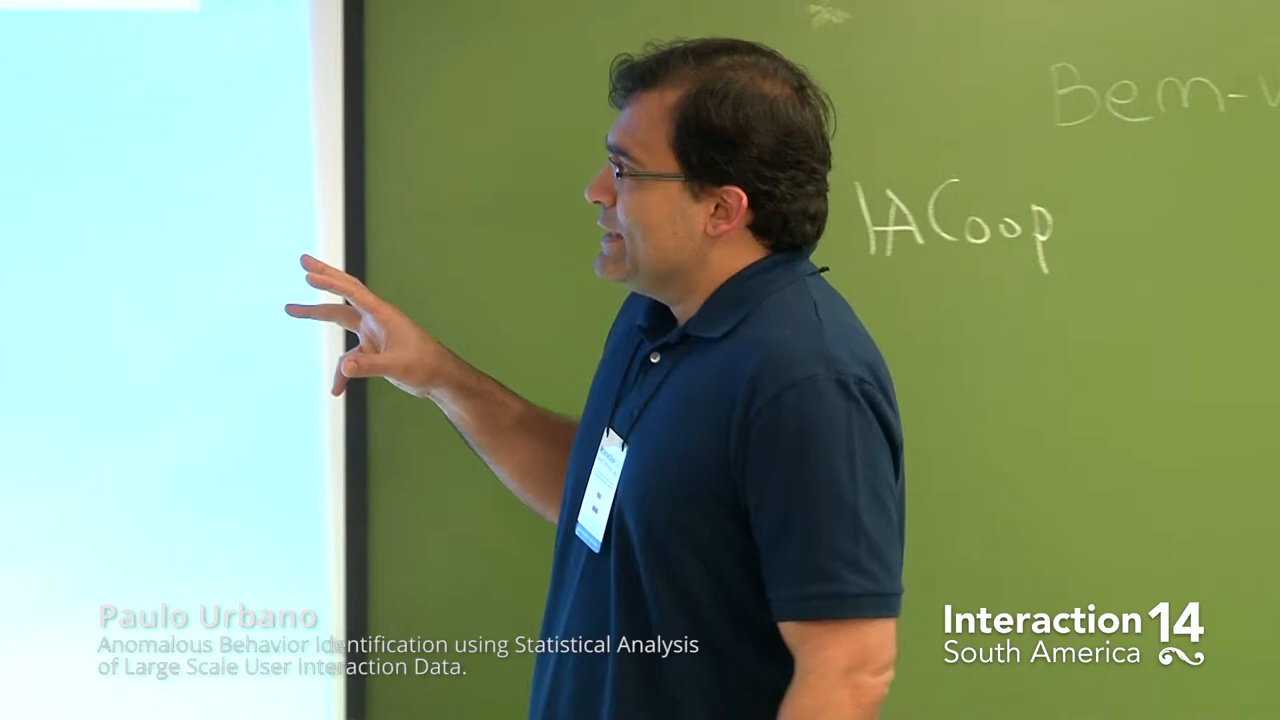 Bem-v
IACoop
Paulo Urbano
Anomalous Behavior Identification using Statistical Analysis
of Large Scale User Interaction Data.
Interaction 14
South America